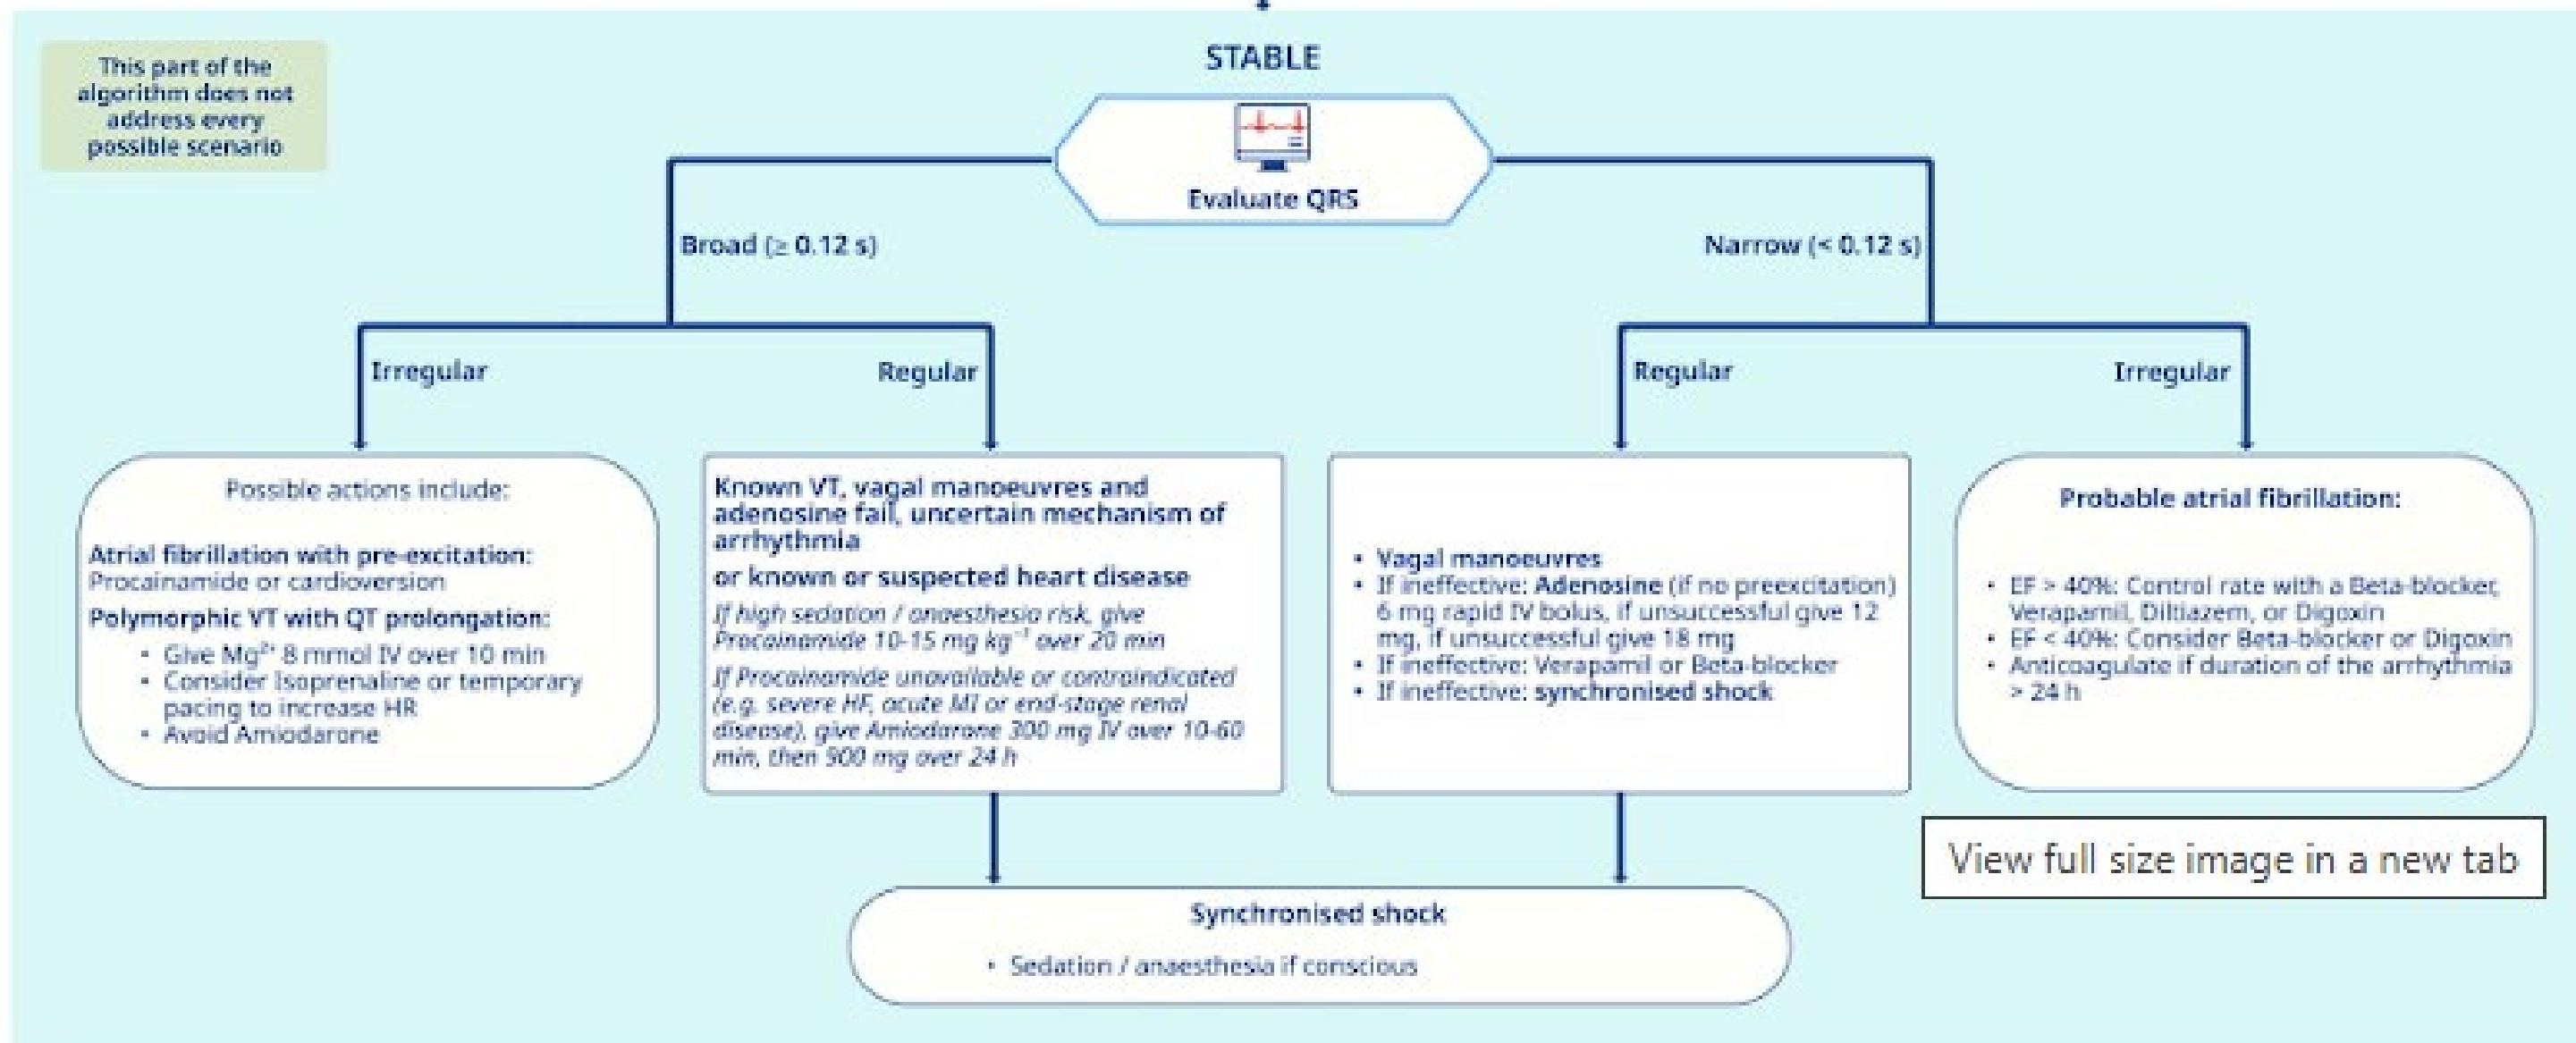 This part of the
algorithm does not
address every
possible scenario
STABLE
Evaluate QRS
Broad (≥ 0.12 s)
Narrow (< 0.12 s)
Irregular
Regular
Regular
Irregular
Possible actions include:
Atrial fibrillation with pre-excitation:
Procainamide or cardioversion
Polymorphic VT with QT prolongation:
• Give Mg²⁺ 8 mmol IV over 10 min
• Consider Isoprenaline or temporary
pacing to increase HR
• Avoid Amiodarone
Known VT, vagal manoeuvres and
adenosine fail, uncertain mechanism of
arrhythmia
or known or suspected heart disease
If high sedation / anaesthesia risk, give
Procainamide 10-15 mg kg⁻¹ over 20 min
If Procainamide unavailable or contraindicated
(e.g. severe HF, acute MI or end-stage renal
disease), give Amiodarone 300 mg IV over 10-60
min, then 900 mg over 24 h
• Vagal manoeuvres
• If ineffective: Adenosine (if no preexcitation)
6 mg rapid IV bolus, if unsuccessful give 12
mg, if unsuccessful give 18 mg
• If ineffective: Verapamil or Beta-blocker
• If ineffective: synchronised shock
Probable atrial fibrillation:
• EF > 40%: Control rate with a Beta-blocker,
Verapamil, Diltiazem, or Digoxin
• EF < 40%: Consider Beta-blocker or Digoxin
• Anticoagulate if duration of the arrhythmia
> 24 h
View full size image in a new tab
Synchronised shock
• Sedation / anaesthesia if conscious